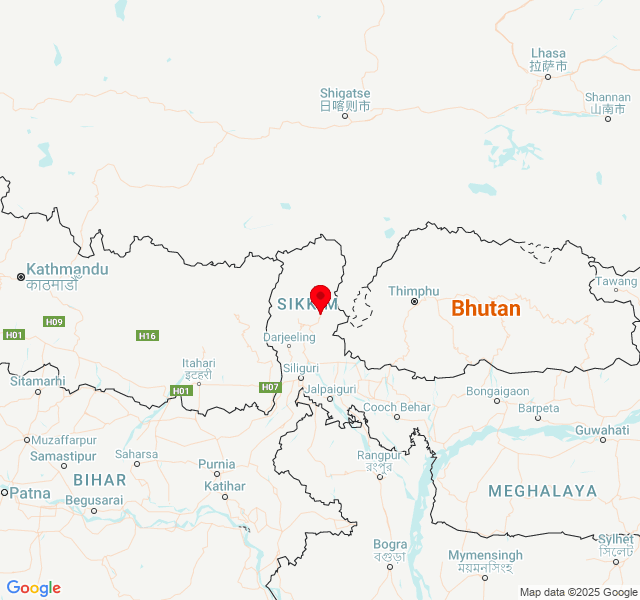 Lhasa
拉萨市
Shigatse
日喀则市
Shannan
山南市
Kathmandu
काठमाडौँ
Thimphu
Tawang
SIKKIM
Bhutan
H09
H01
H16
Darjeeling
Itahari
इटहरी
Siliguri
Sitamarhi
H01
H07
Jalpaiguri
Cooch Behar
Bongaigaon
Barpeta
Guwahati
Muzaffarpur
Samastipur
Saharsa
Rangpur
রংপুর
Purnia
BIHAR
Patna
Katihar
Begusarai
MEGHALAYA
Bogra
বগুড়া
Mymensingh
ময়মনসিংহ
Sylhet
সিলেট
Google
Map data ©2025 Google